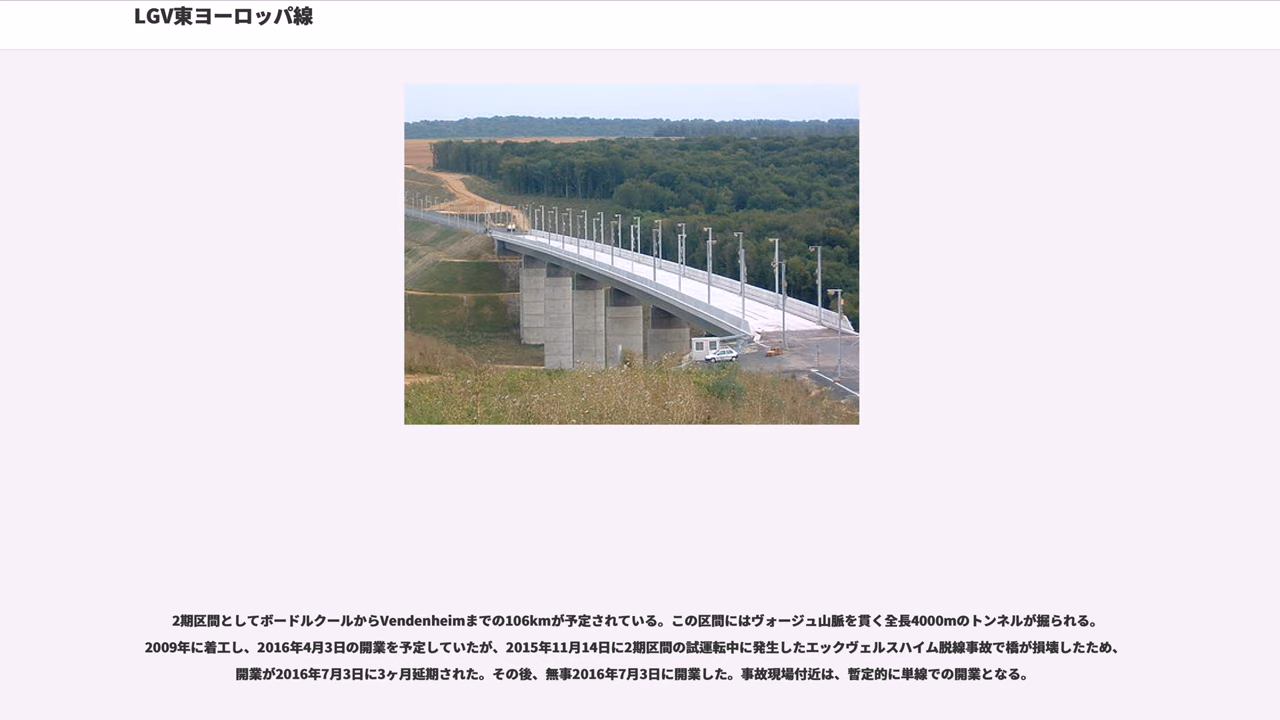 LGV東ヨーロッパ線
2期区間としてボードルクールからVendenheimまでの106kmが予定されている。この区間にはヴォージュ山脈を貫く全長4000mのトンネルが掘られる。
2009年に着工し、2016年4月3日の開業を予定していたが、2015年11月14日に2期区間の試運転中に発生したエックヴェルスハイム脱線事故で橋が損壊したため、
開業が2016年7月3日に3ヶ月延期された。その後、無事2016年7月3日に開業した。事故現場付近は、暫定的に単線での開業となる。